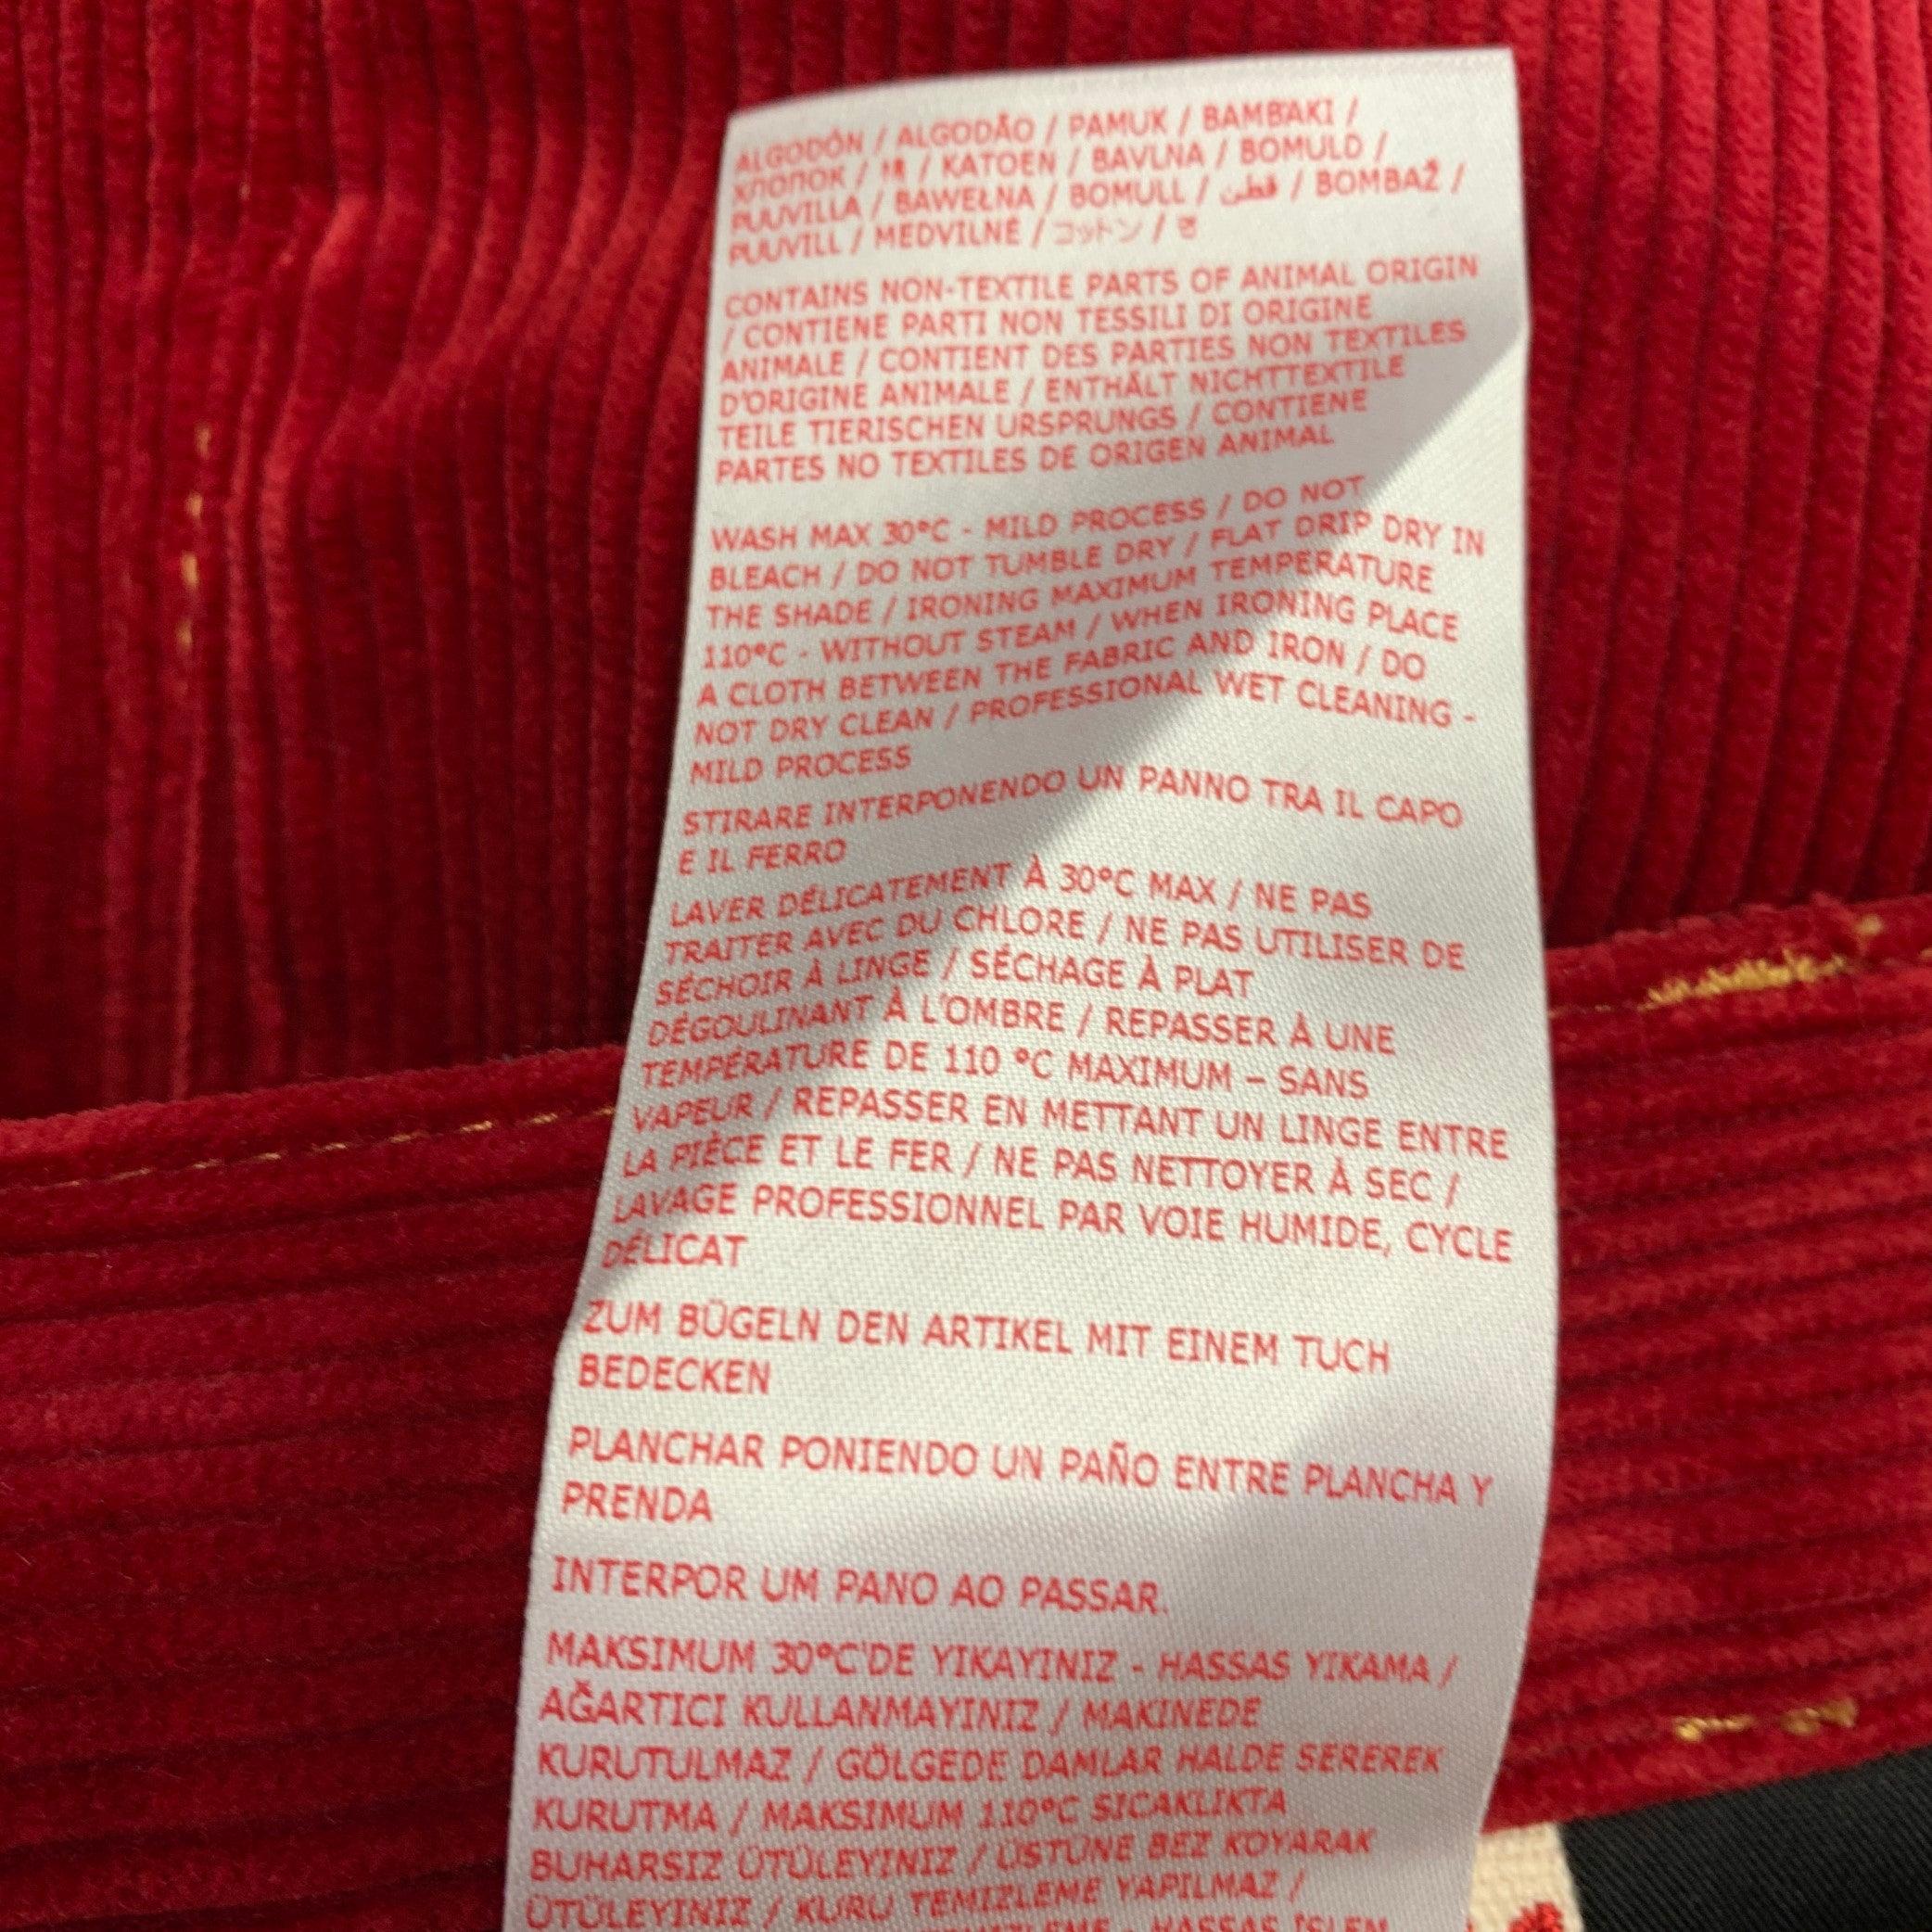 ALGODÓN / ALGODÃO / PAMUK / BAMBAKI /
ХЛОПОК / 棉 / KATOEN / BAVLNA / BOMULD /
PUUVILLA / BAWEŁNA / BOMULL / قطن / BOMBAŽ /
PUUVILL / MEDVILNĖ / コットン /
CONTAINS NON-TEXTILE PARTS OF ANIMAL ORIGIN
/ CONTIENE PARTI NON TESSILI DI ORIGINE
ANIMALE / CONTIENT DES PARTIES NON TEXTILES
D'ORIGINE ANIMALE / ENTHÄLT NICHTTEXTILE
TEILE TIERISCHEN URSPRUNGS / CONTIENE
PARTES NO TEXTILES DE ORIGEN ANIMAL
WASH MAX 30°C - MILD PROCESS / DO NOT
BLEACH / DO NOT TUMBLE DRY / FLAT DRIP DRY IN
THE SHADE / IRONING MAXIMUM TEMPERATURE
110°C - WITHOUT STEAM / WHEN IRONING PLACE
A CLOTH BETWEEN THE FABRIC AND IRON / DO
NOT DRY CLEAN / PROFESSIONAL WET CLEANING -
MILD PROCESS
STIRARE INTERPONENDO UN PANNO TRA IL CAPO
E IL FERRO
LAVER DÉLICATEMENT À 30°C MAX / NE PAS
TRAITER AVEC DU CHLORE / NE PAS UTILISER DE
SÉCHOIR À LINGE / SÉCHAGE À PLAT
DÉGOULINANT À L'OMBRE / REPASSER À UNE
TEMPÉRATURE DE 110 °C MAXIMUM – SANS
VAPEUR / REPASSER EN METTANT UN LINGE ENTRE
LA PIÈCE ET LE FER / NE PAS NETTOYER À SEC /
LAVAGE PROFESSIONNEL PAR VOIE HUMIDE, CYCLE
DÉLICAT
ZUM BÜGELN DEN ARTIKEL MIT EINEM TUCH
BEDECKEN
PLANCHAR PONIENDO UN PAÑO ENTRE PLANCHA Y
PRENDA
INTERPOR UM PANO AO PASSAR.
MAKSIMUM 30°C'DE YIKAYINIZ - HASSAS YIKAMA /
AĞARTICI KULLANMAYINIZ / MAKINEDE
KURUTULMAZ / GÖLGEDE DAMLAR HALDE SEREREK
KURUTMA / MAKSIMUM 110°C SICAKLIKTA
BUHARSIZ ÜTÜLEYINIZ / ÜSTÜNE BEZ KOYARAK
ÜTÜLEYINIZ / KURU TEMIZLEME YAPILMAZ /
TEMIZLEME - HASSAS İŞLEM